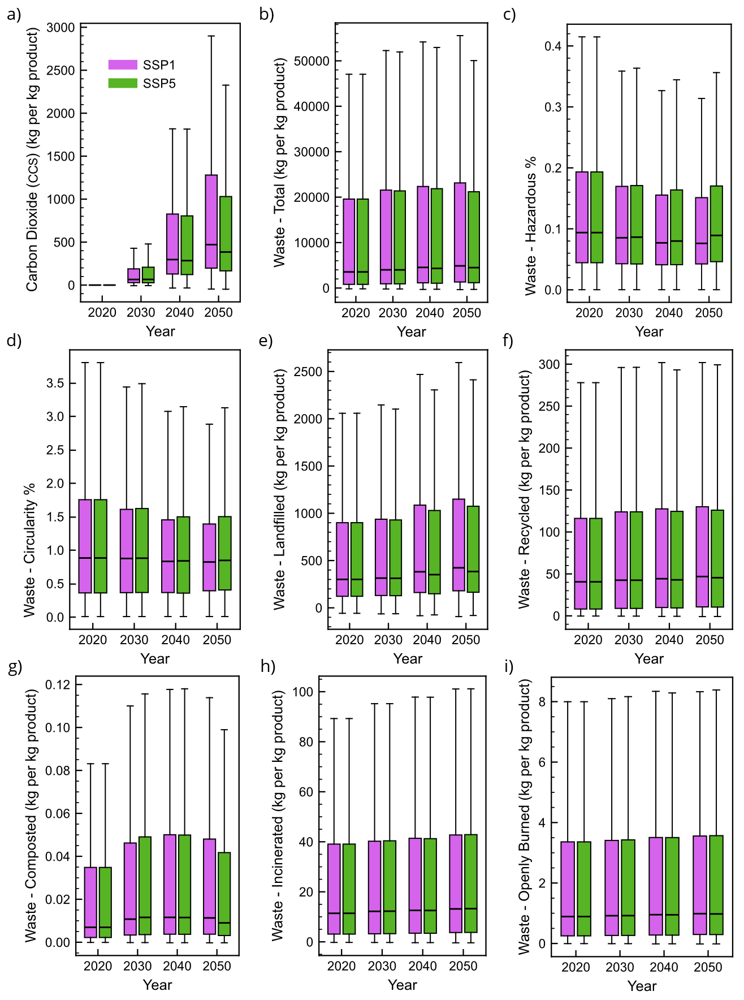 a)
Carbon Dioxide (CCS) (kg per kg product)
3000
2500
2000
1500
1000
500
0
SSP1
SSP5
2020 2030 2040 2050
Year
b)
Waste - Total (kg per kg product)
50000
40000
30000
20000
10000
0
2020 2030 2040 2050
Year
c)
Waste - Hazardous %
0.4
0.3
0.2
0.1
0.0
2020 2030 2040 2050
Year
d)
Waste - Circularity %
3.5
3.0
2.5
2.0
1.5
1.0
0.5
0.0
2020 2030 2040 2050
Year
e)
Waste - Landfilled (kg per kg product)
2500
2000
1500
1000
500
0
2020 2030 2040 2050
Year
f)
Waste - Recycled (kg per kg product)
300
250
200
150
100
50
0
2020 2030 2040 2050
Year
g)
Waste - Composted (kg per kg product)
0.12
0.10
0.08
0.06
0.04
0.02
0.00
2020 2030 2040 2050
Year
h)
Waste - Incinerated (kg per kg product)
100
80
60
40
20
0
2020 2030 2040 2050
Year
i)
Waste - Openly Burned (kg per kg product)
8
6
4
2
0
2020 2030 2040 2050
Year